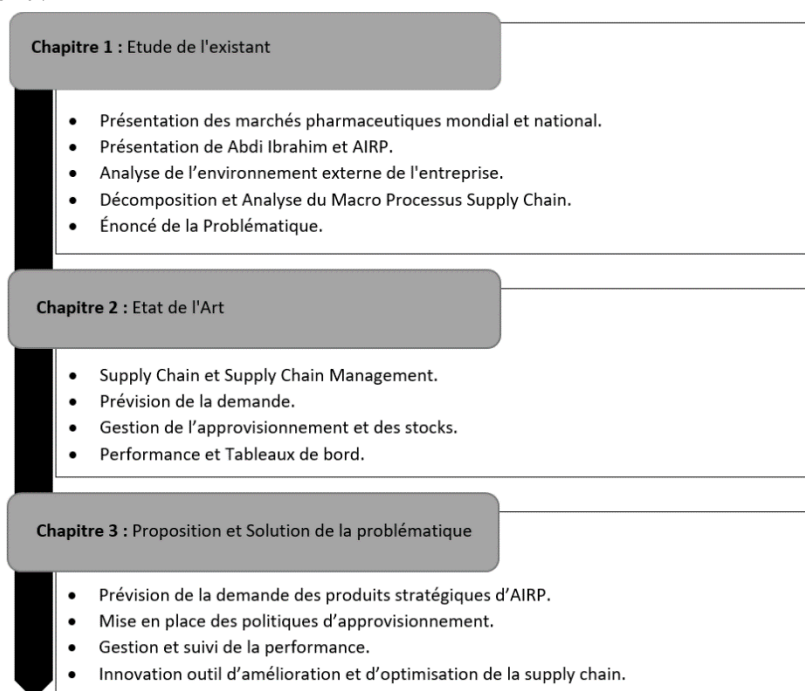 Chapitre 1 : Etude de l'existant
• Présentation des marchés pharmaceutiques mondial et national.
• Présentation de Abdi Ibrahim et AIRP.
• Analyse de l’environnement externe de l'entreprise.
• Décomposition et Analyse du Macro Processus Supply Chain.
• Énoncé de la Problématique.
Chapitre 2 : Etat de l'Art
• Supply Chain et Supply Chain Management.
• Prévision de la demande.
• Gestion de l’approvisionnement et des stocks.
• Performance et Tableaux de bord.
Chapitre 3 : Proposition et Solution de la problématique
• Prévision de la demande des produits stratégiques d’AIRP.
• Mise en place des politiques d’approvisionnement.
• Gestion et suivi de la performance.
• Innovation outil d’amélioration et d’optimisation de la supply chain.